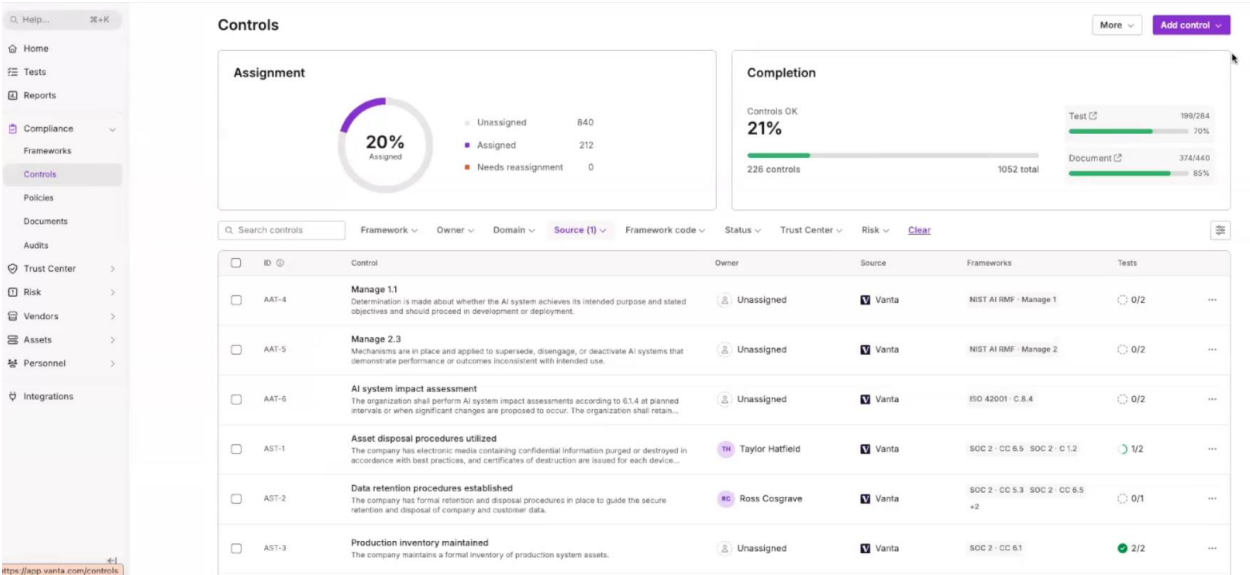 Help... ⌘+K
Home
Tests
Reports
Compliance
Frameworks
Controls
Policies
Documents
Audits
Trust Center
Risk
Vendors
Assets
Personnel
Integrations
https://app.vanta.com/controls
Controls
More
Add control
Assignment
20%
Assigned
Unassigned 840
Assigned 212
Needs reassignment 0
Completion
Controls OK
21%
226 controls 1052 total
Test 199/284
70%
Document 374/440
85%
Search controls Framework Owner Domain Source (1) Framework code Status Trust Center Risk Clear
ID Control Owner Source Frameworks Tests
AAT-4 Manage 1.1 Unassigned Vanta NIST AI RMF · Manage 1 0/2
Determination is made about whether the AI system achieves its intended purpose and stated
objectives and should proceed in development or deployment.
AAT-5 Manage 2.3 Unassigned Vanta NIST AI RMF · Manage 2 0/2
Mechanisms are in place and applied to supersede, disengage, or deactivate AI systems that
demonstrate performance or outcomes inconsistent with intended use.
AAT-6 AI system impact assessment Unassigned Vanta ISO 42001 · C.8.4 0/2
The organization shall perform AI system impact assessments according to 6.1.4 at planned
intervals or when significant changes are proposed to occur. The organization shall retain...
AST-1 Asset disposal procedures utilized TH Taylor Hatfield Vanta SOC 2 · CC 6.5 SOC 2 · C 1.2 1/2
The company has electronic media containing confidential information purged or destroyed in
accordance with best practices, and certificates of destruction are issued for each device...
AST-2 Data retention procedures established RC Ross Cosgrave Vanta SOC 2 · CC 5.3 SOC 2 · CC 6.5 +2 0/1
The company has formal retention and disposal procedures in place to guide the secure
retention and disposal of company and customer data.
AST-3 Production inventory maintained Unassigned Vanta SOC 2 · CC 6.1 2/2
The company maintains a formal inventory of production system assets.